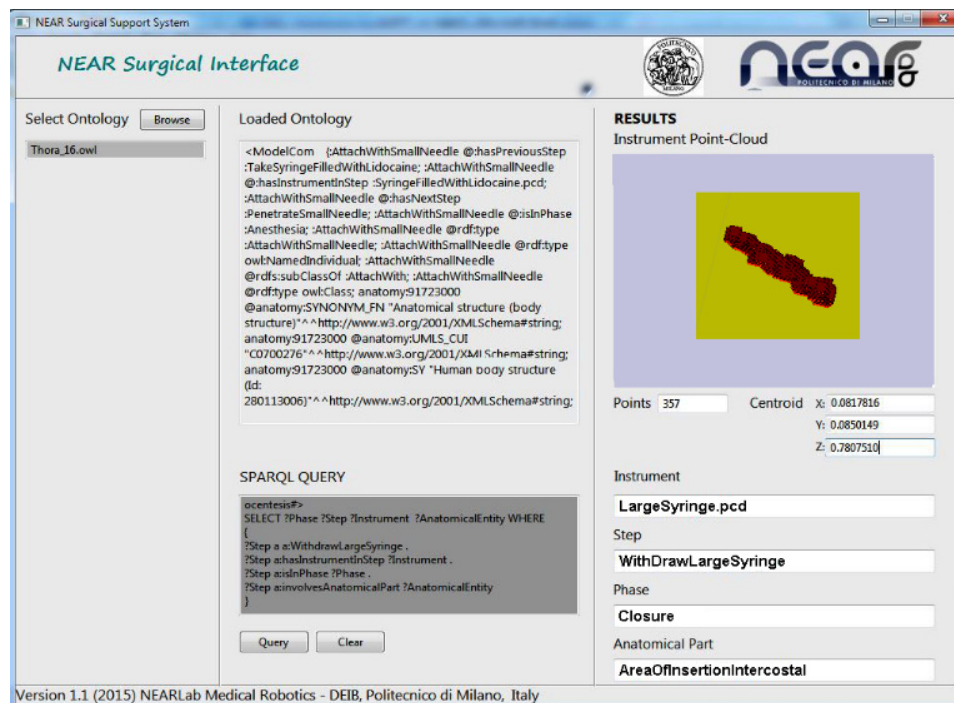 NEAR Surgical Support System
NEAR Surgical Interface
POLITECNICO
MILANO
near
POLITECNICO DI MILANO
Select Ontology
Browse
Thora_16.owl
Loaded Ontology
<ModelCom {:AttachWithSmallNeedle @:hasPreviousStep
:TakeSyringeFilledWithLidocaine; :AttachWithSmallNeedle
@:hasInstrumentInStep :SyringeFilledWithLidocaine.pcd;
:AttachWithSmallNeedle @:hasNextStep
:PenetrateSmallNeedle; :AttachWithSmallNeedle @:isInPhase
:Anesthesia; :AttachWithSmallNeedle @rdf:type
:AttachWithSmallNeedle; :AttachWithSmallNeedle @rdf:type
owl:NamedIndividual; :AttachWithSmallNeedle
@rdfs:subClassOf :AttachWith; :AttachWithSmallNeedle
@rdf:type owl:Class; anatomy:91723000
@anatomy:SYNONYM_FN "Anatomical structure (body
structure)"^^http://www.w3.org/2001/XMLSchema#string;
anatomy:91723000 @anatomy:UMLS_CUI
"C0700276"^^http://www.w3.org/2001/XMLSchema#string;
anatomy:91723000 @anatomy:SY "Human body structure
(Id:
280113006)"^^http://www.w3.org/2001/XMLSchema#string;
SPARQL QUERY
ocentesis#>
SELECT ?Phase ?Step ?Instrument ?AnatomicalEntity WHERE
{
?Step a a:WithdrawLargeSyringe .
?Step a:hasInstrumentInStep ?Instrument .
?Step a:isInPhase ?Phase .
?Step a:involvesAnatomicalPart ?AnatomicalEntity
}
Query
Clear
RESULTS
Instrument Point-Cloud
Points 357
Centroid X: 0.0817816
Y: 0.0850149
Z: 0.7807510
Instrument
LargeSyringe.pcd
Step
WithDrawLargeSyringe
Phase
Closure
Anatomical Part
AreaOfInsertionIntercostal
Version 1.1 (2015) NEARLab Medical Robotics - DEIB, Politecnico di Milano, Italy